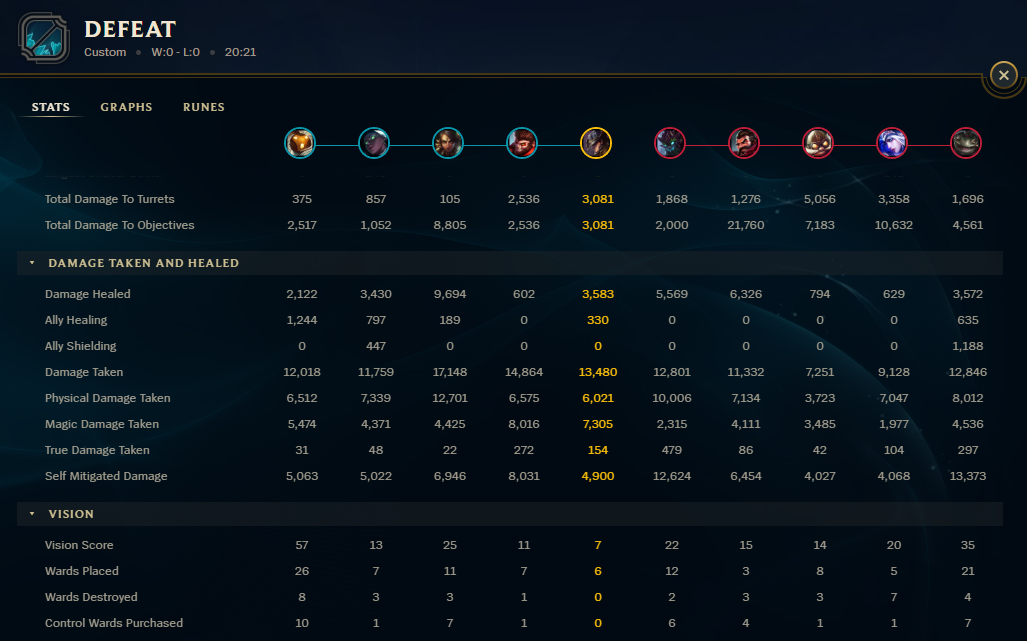 DEFEAT
Custom • W:0 - L:0 • 20:21
STATS GRAPHS RUNES
Total Damage To Turrets 375 857 105 2,536 3,081 1,868 1,276 5,056 3,358 1,696
Total Damage To Objectives 2,517 1,052 8,805 2,536 3,081 2,000 21,760 7,183 10,632 4,561
DAMAGE TAKEN AND HEALED
Damage Healed 2,122 3,430 9,694 602 3,583 5,569 6,326 794 629 3,572
Ally Healing 1,244 797 189 0 330 0 0 0 0 635
Ally Shielding 0 447 0 0 0 0 0 0 0 1,188
Damage Taken 12,018 11,759 17,148 14,864 13,480 12,801 11,332 7,251 9,128 12,846
Physical Damage Taken 6,512 7,339 12,701 6,575 6,021 10,006 7,134 3,723 7,047 8,012
Magic Damage Taken 5,474 4,371 4,425 8,016 7,305 2,315 4,111 3,485 1,977 4,536
True Damage Taken 31 48 22 272 154 479 86 42 104 297
Self Mitigated Damage 5,063 5,022 6,946 8,031 4,900 12,624 6,454 4,027 4,068 13,373
VISION
Vision Score 57 13 25 11 7 22 15 14 20 35
Wards Placed 26 7 11 7 6 12 3 8 5 21
Wards Destroyed 8 3 3 1 0 2 3 3 7 4
Control Wards Purchased 10 1 7 1 0 6 4 1 1 7